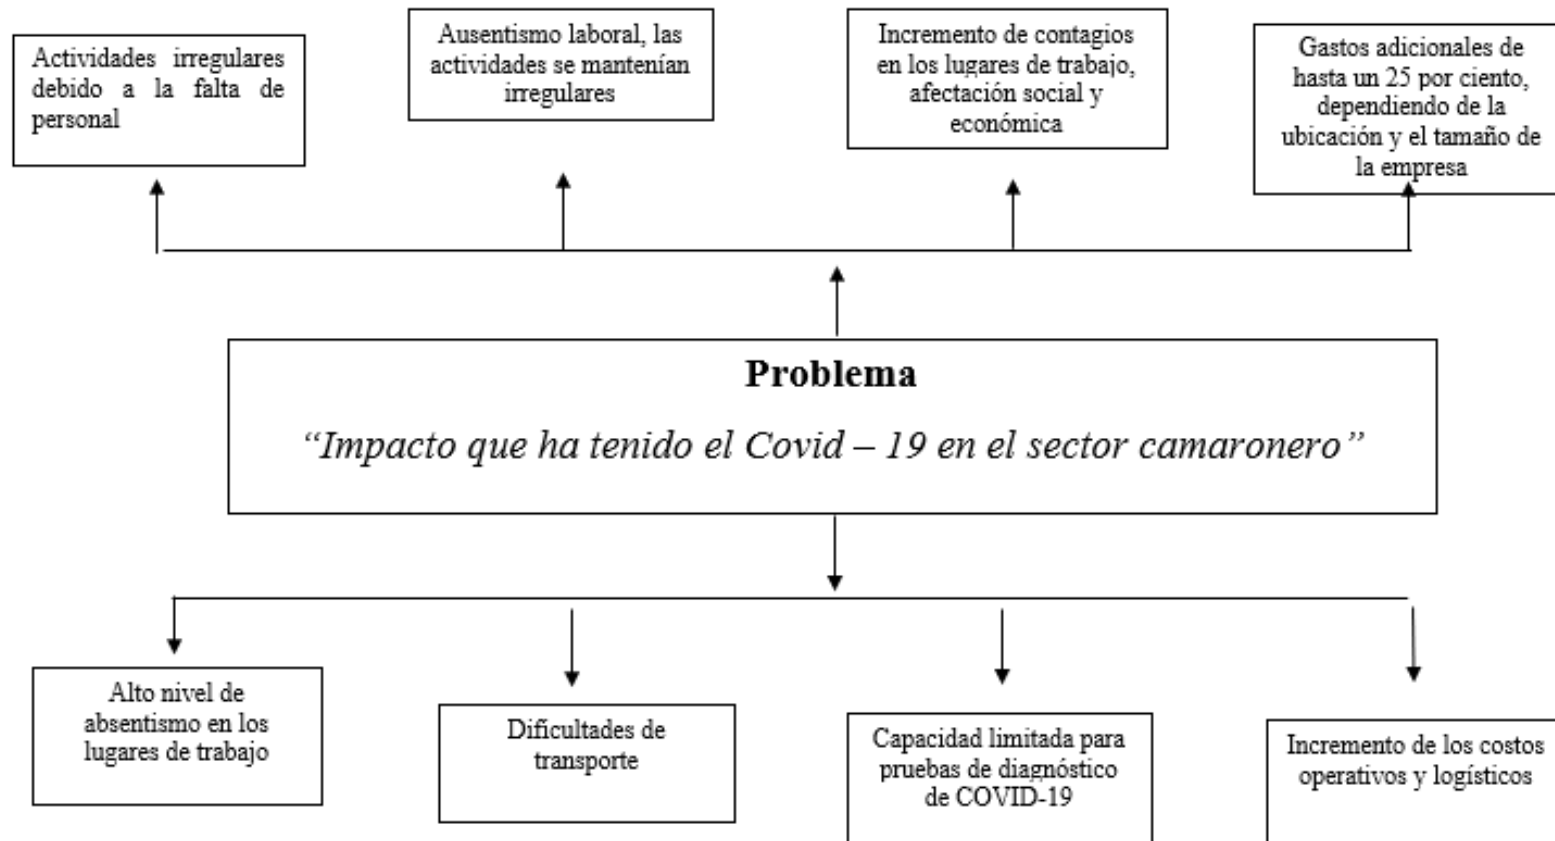 Actividades irregulares
debido a la falta de
personal
Ausentismo laboral, las
actividades se mantenían
irregulares
Incremento de contagios
en los lugares de trabajo,
afectación social y
económica
Gastos adicionales de
hasta un 25 por ciento,
dependiendo de la
ubicación y el tamaño de
la empresa
Problema
“Impacto que ha tenido el Covid – 19 en el sector camaronero”
Alto nivel de
absentismo en los
lugares de trabajo
Dificultades de
transporte
Capacidad limitada para
pruebas de diagnóstico
de COVID-19
Incremento de los costos
operativos y logísticos